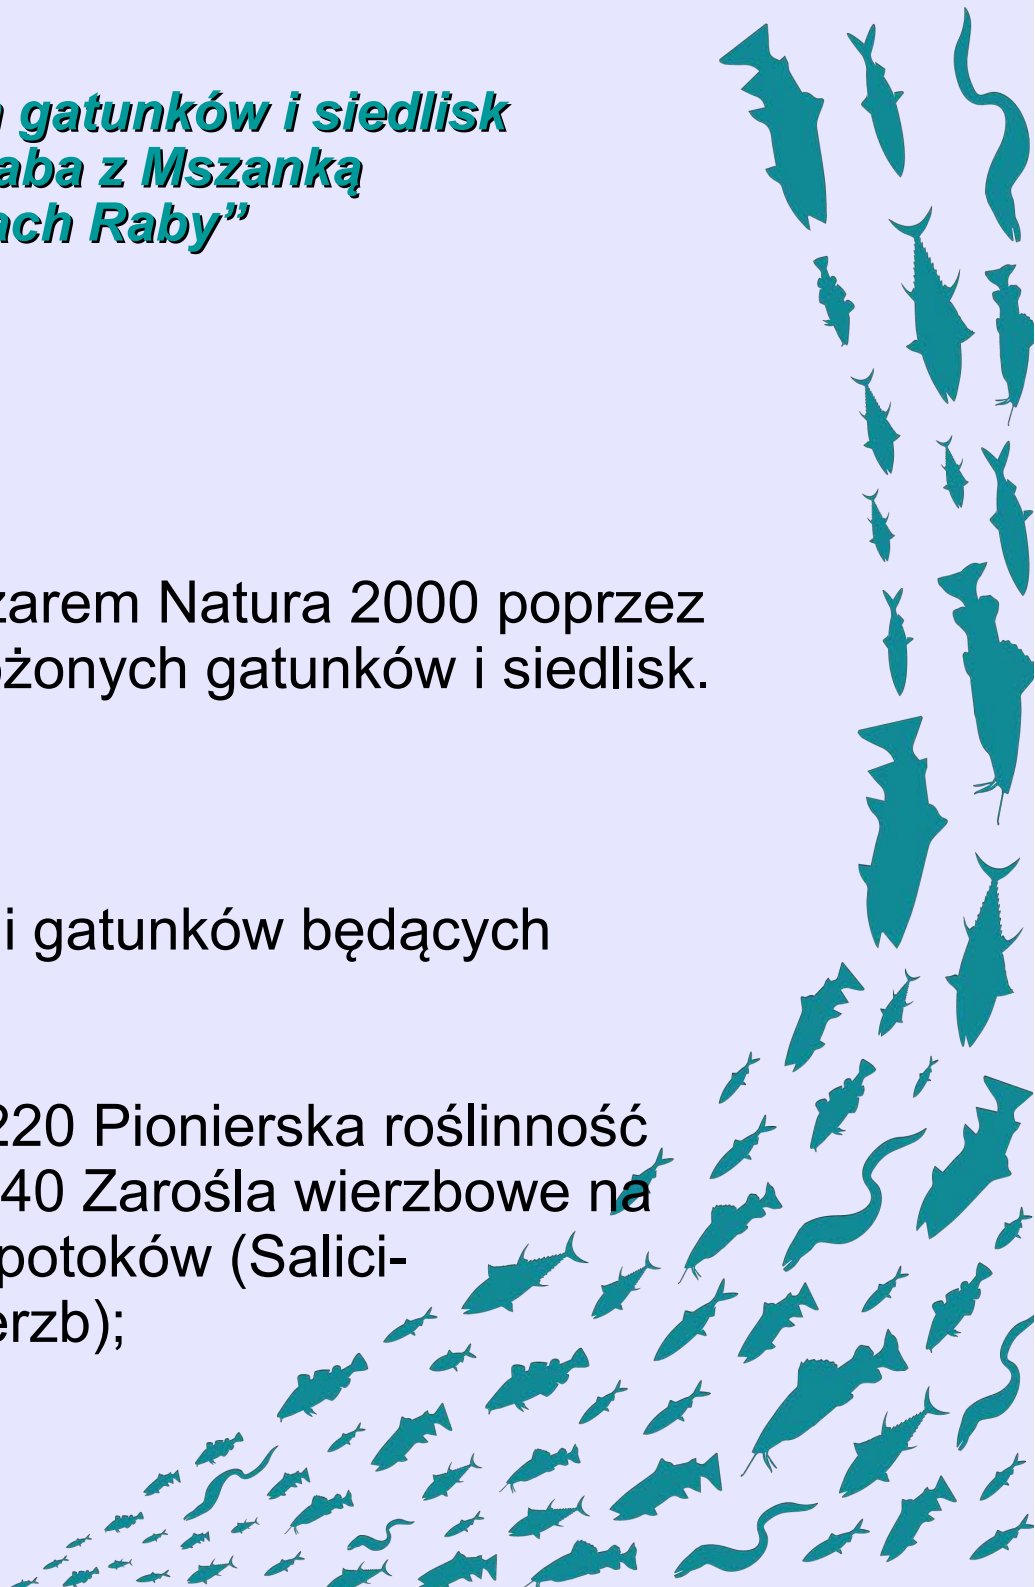 gatunków i siedlisk
aba z Mszanką
ach Raby”
zarem Natura 2000 poprzez
ożonych gatunków i siedlisk.
i gatunków będących
220 Pionierska roślinność
40 Zarośla wierzbowe na
potoków (Salici-
erzb);